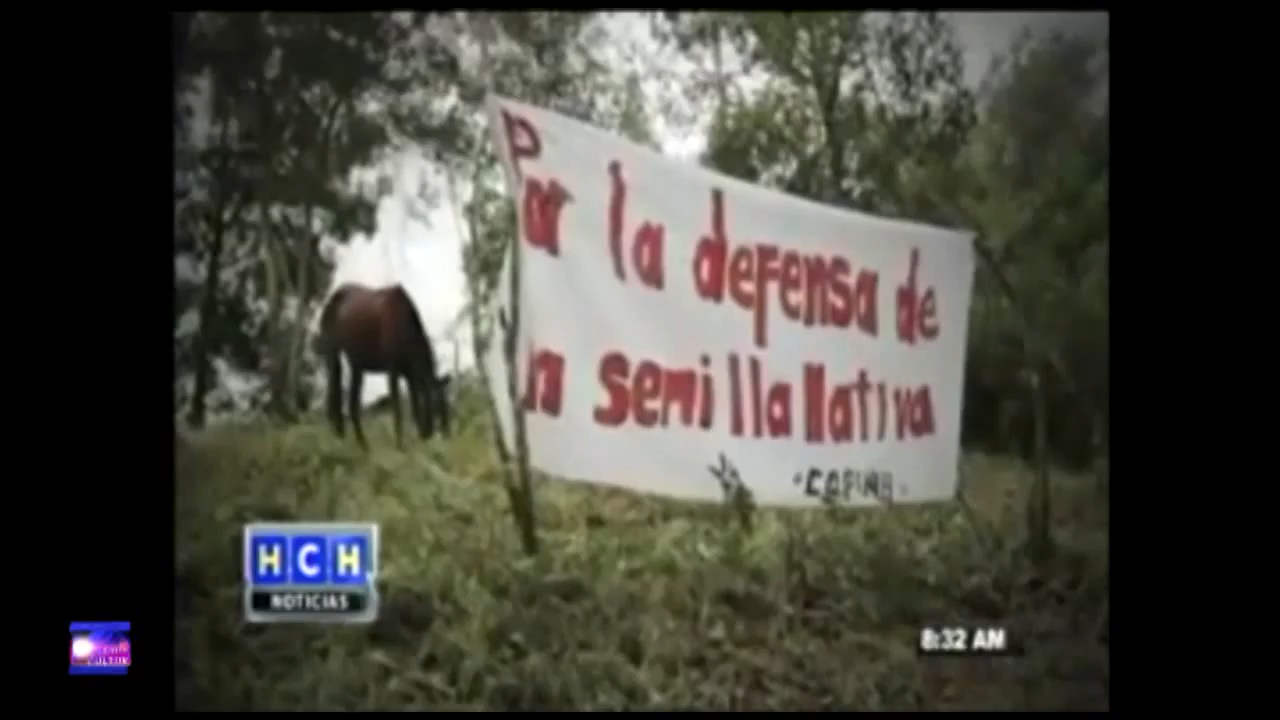 Por la defensa de
la semilla Nativa
HCH
NOTICIAS
8:32 AM